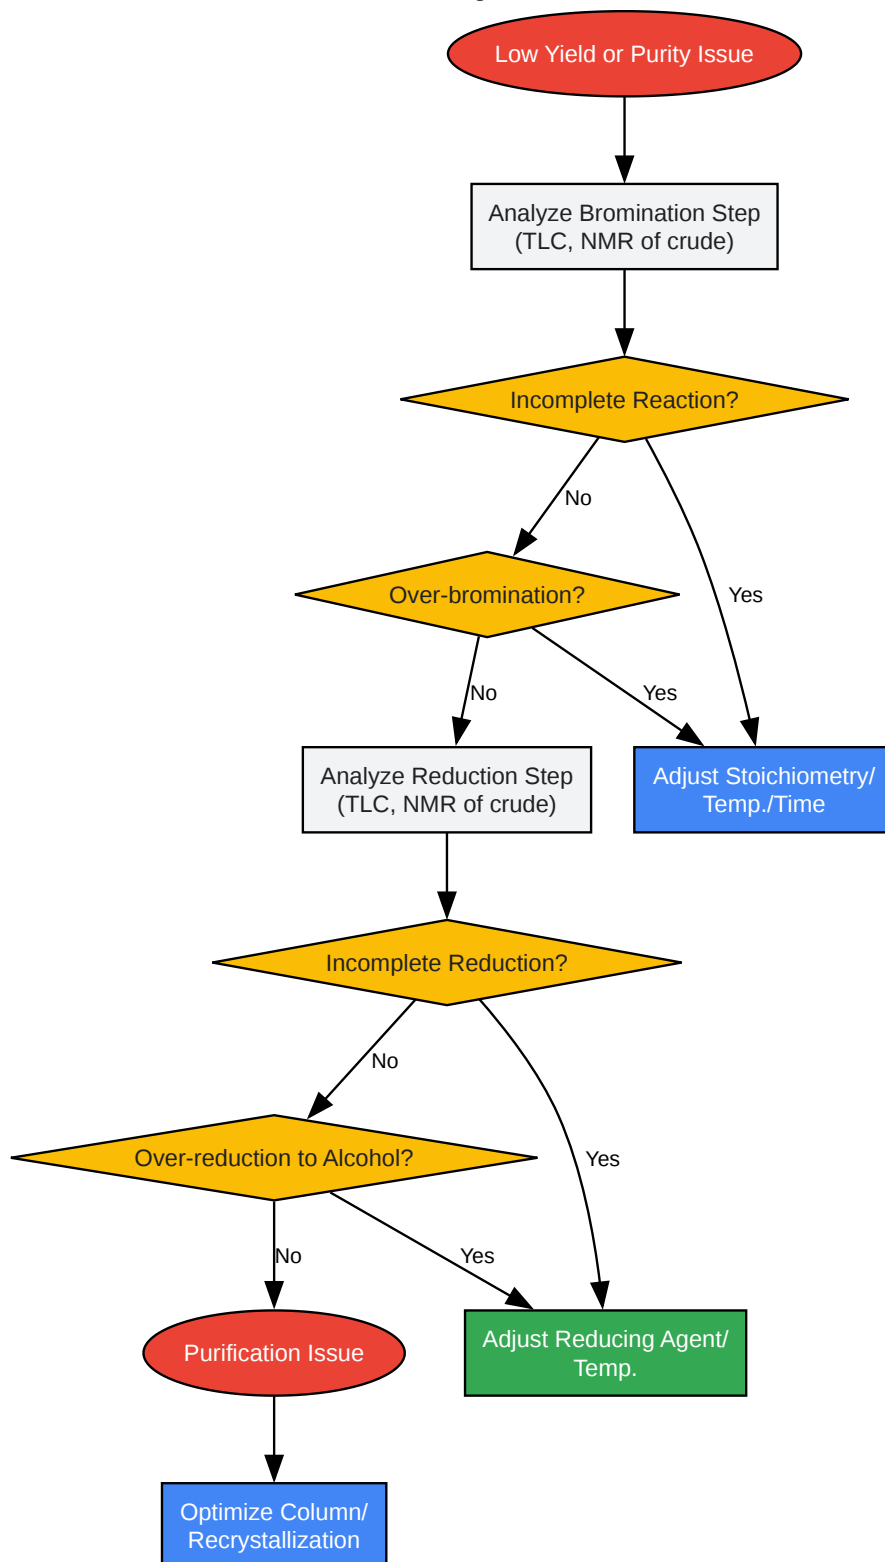 Low Yield or Purity Issue
Analyze Bromination Step
(TLC, NMR of crude)
Incomplete Reaction?
No
Over-bromination?
Yes
No
Yes
Analyze Reduction Step
(TLC, NMR of crude)
Adjust Stoichiometry/
Temp./Time
Incomplete Reduction?
No
Over-reduction to Alcohol?
Yes
No
Yes
Purification Issue
Adjust Reducing Agent/
Temp.
Optimize Column/
Recrystallization